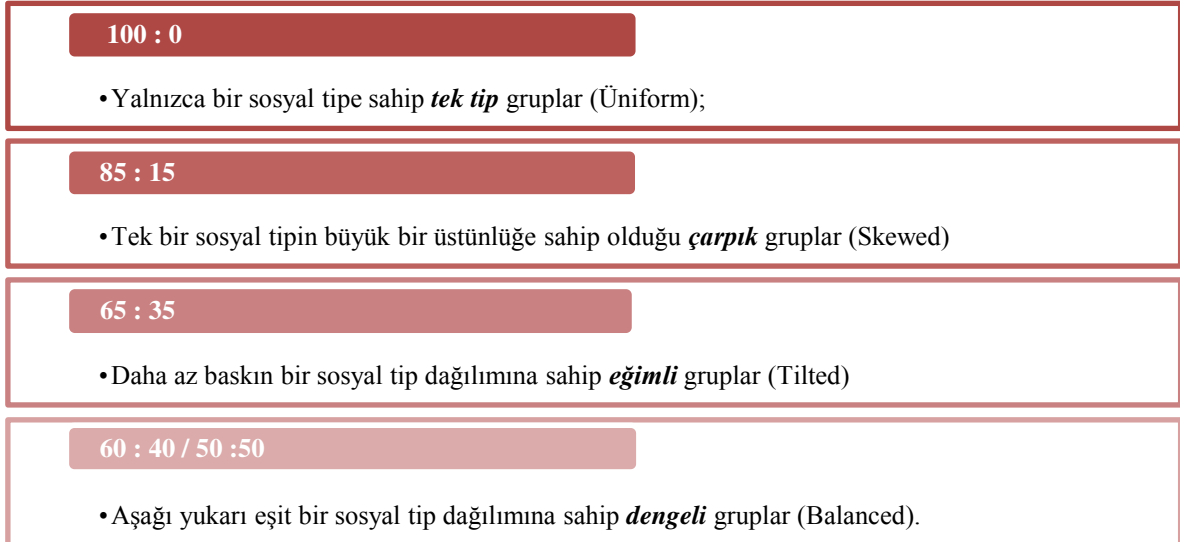 100 : 0
•Yalnızca bir sosyal tipe sahip tek tip gruplar (Üniform);
85 : 15
•Tek bir sosyal tipin büyük bir üstünlüğe sahip olduğu çarpık gruplar (Skewed)
65 : 35
•Daha az baskın bir sosyal tip dağılımına sahip eğimli gruplar (Tilted)
60 : 40 / 50 :50
•Aşağı yukarı eşit bir sosyal tip dağılımına sahip dengeli gruplar (Balanced).